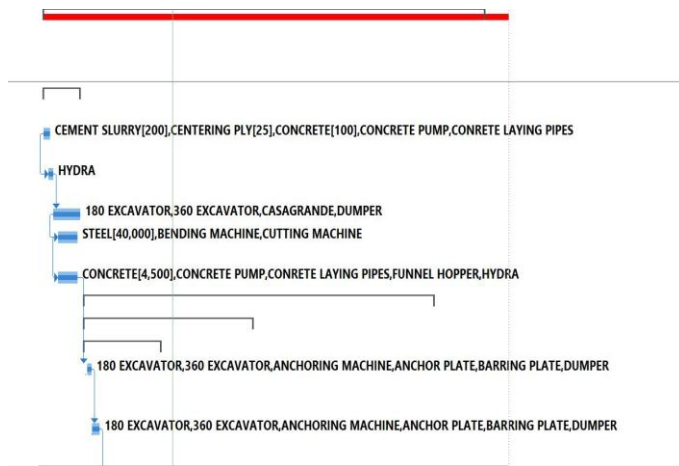 CEMENT SLURRY[200],CENTERING PLY[25],CONCRETE[100],CONCRETE PUMP,CONRETE LAYING PIPES
HYDRA
180 EXCAVATOR,360 EXCAVATOR,CASAGRANDE,DUMPER
STEEL[40,000],BENDING MACHINE,CUTTING MACHINE
CONCRETE[4,500],CONCRETE PUMP,CONRETE LAYING PIPES,FUNNEL HOPPER,HYDRA
180 EXCAVATOR,360 EXCAVATOR,ANCHORING MACHINE,ANCHOR PLATE,BARRING PLATE,DUMPER
180 EXCAVATOR,360 EXCAVATOR,ANCHORING MACHINE,ANCHOR PLATE,BARRING PLATE,DUMPER